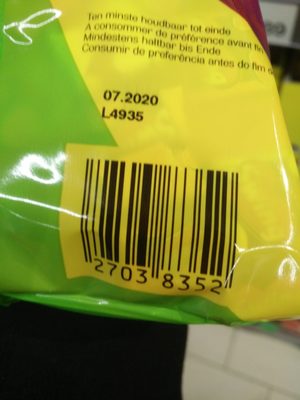 Ten minste houdbaar tot einde
A consommer de préférence avant fin
Mindestens haltbar bis Ende
Consumir de preferência antes do fim
07.2020
L4935
2703 8352